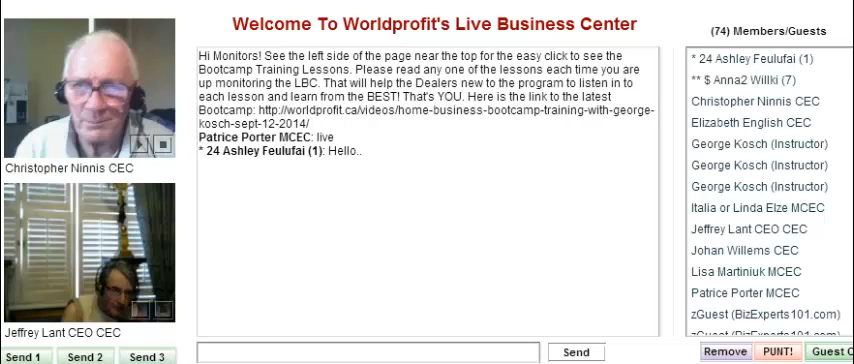 Welcome To Worldprofit's Live Business Center
(74) Members/Guests
Hi Monitors! See the left side of the page near the top for the easy click to see the
Bootcamp Training Lessons. Please read any one of the lessons each time you are
up monitoring the LBC. That will help the Dealers new to the program to listen in to
each lesson and learn from the BEST! That's YOU. Here is the link to the latest
Bootcamp: http://worldprofit.ca/videos/home-business-bootcamp-training-with-george-
kosch-sept-12-2014/
Patrice Porter MCEC: live
* 24 Ashley Feulufai (1): Hello..
Christopher Ninnis CEC
Jeffrey Lant CEO CEC
* 24 Ashley Feulufai (1)
** $ Anna2 Willki (7)
Christopher Ninnis CEC
Elizabeth English CEC
George Kosch (Instructor)
George Kosch (Instructor)
George Kosch (Instructor)
Italia or Linda Elze MCEC
Jeffrey Lant CEO CEC
Johan Willems CEC
Lisa Martiniuk MCEC
Patrice Porter MCEC
zGuest (BizExperts101.com)
zGuest (BizExperts101.com)
Send 1
Send 2
Send 3
Send
Remove
PUNT!
Guest C